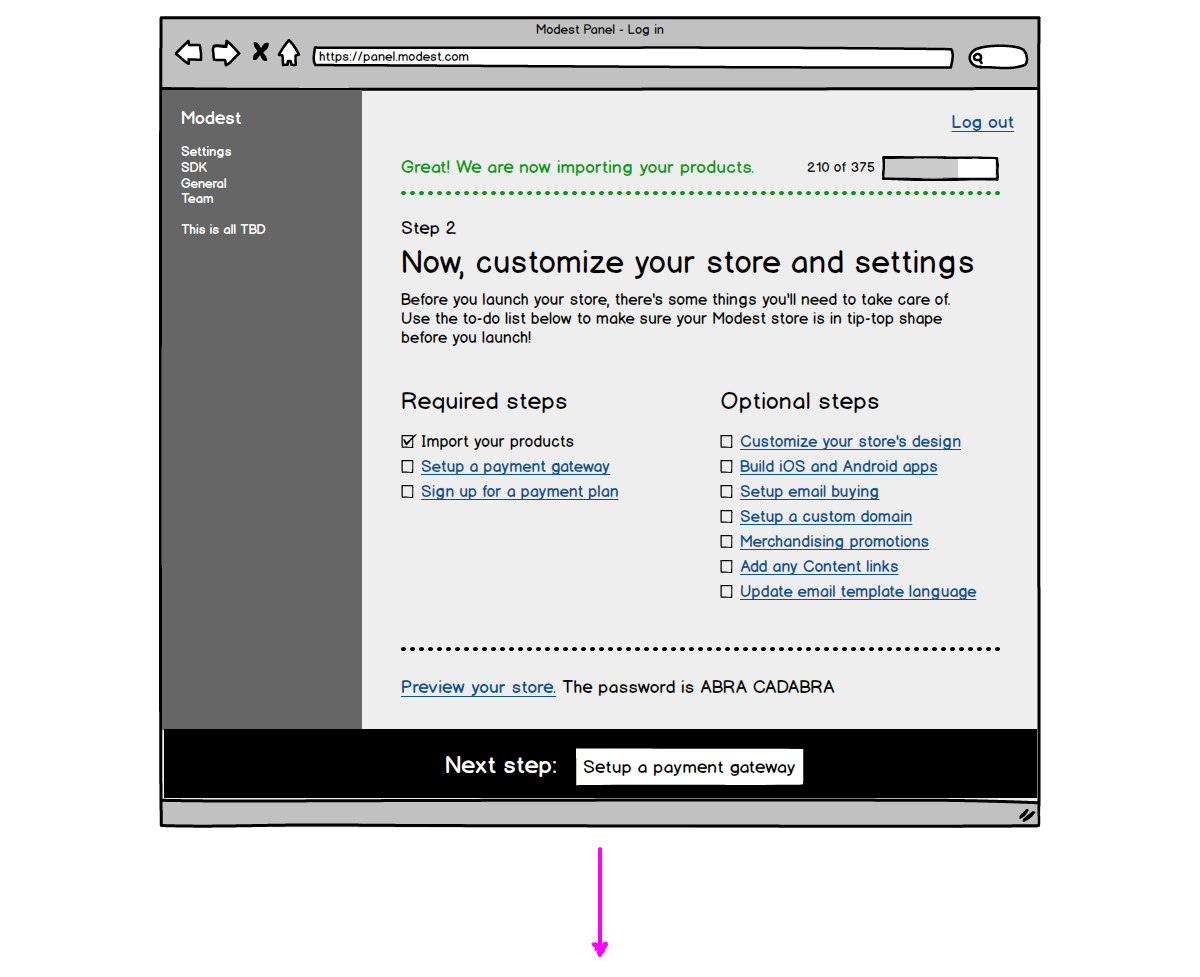 Modest Panel - Log in
https://panel.modest.com
Modest
Settings
SDK
General
Team
This is all TBD
Log out
Great! We are now importing your products.
210 of 375
Step 2
Now, customize your store and settings
Before you launch your store, there's some things you'll need to take care of.
Use the to-do list below to make sure your Modest store is in tip-top shape
before you launch!
Required steps
Import your products
Setup a payment gateway
Sign up for a payment plan
Optional steps
Customize your store's design
Build iOS and Android apps
Setup email buying
Setup a custom domain
Merchandising promotions
Add any Content links
Update email template language
Preview your store. The password is ABRA CADABRA
Next step: Setup a payment gateway